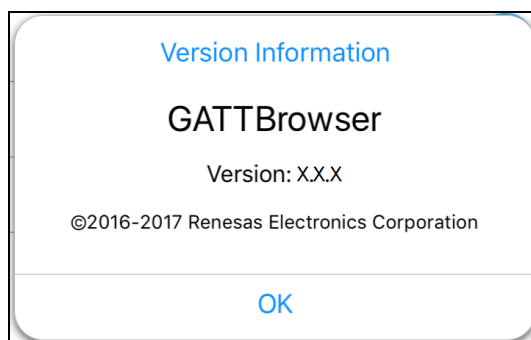 Version Information
GATTBrowser
Version: X.X.X
©2016-2017 Renesas Electronics Corporation
OK